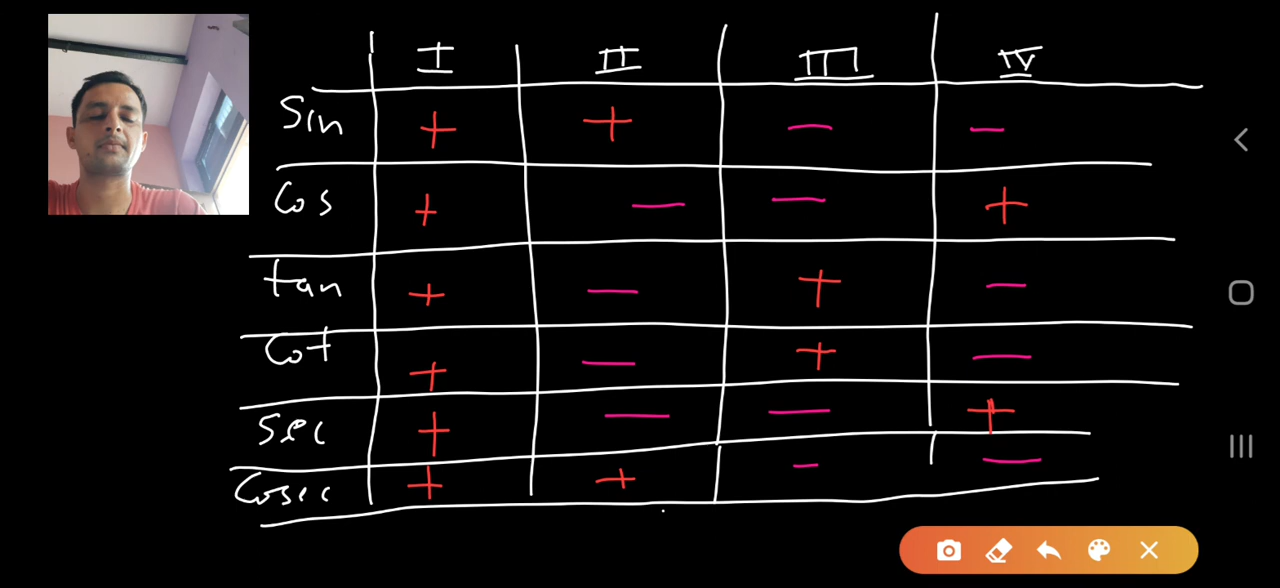 I II III IV
Sin + + − −
Cos + − − +
tan + − + −
Cot + − + −
Sec + − − +
Cosec + + − −